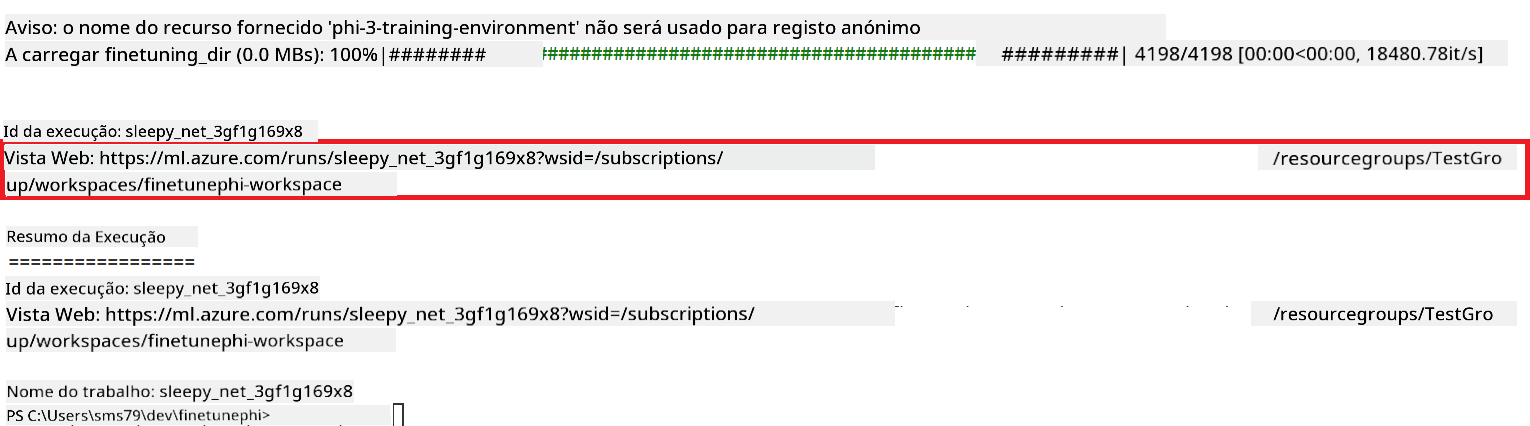 Aviso: o nome do recurso fornecido 'phi-3-training-environment' não será usado para registo anónimo
A carregar finetuning_dir (0.0 MBs): 100%|######## #################################### #########| 4198/4198 [00:00<00:00, 18480.78it/s]
Id da execução: sleepy_net_3gf1g169x8
Vista Web: https://ml.azure.com/runs/sleepy_net_3gf1g169x8?wsid=/subscriptions/ /resourcegroups/TestGro
up/workspaces/finetunephi-workspace
Resumo da Execução
=================
Id da execução: sleepy_net_3gf1g169x8
Vista Web: https://ml.azure.com/runs/sleepy_net_3gf1g169x8?wsid=/subscriptions/ /resourcegroups/TestGro
up/workspaces/finetunephi-workspace
Nome do trabalho: sleepy_net_3gf1g169x8
PS C:\Users\sms79\dev\finetunephi>